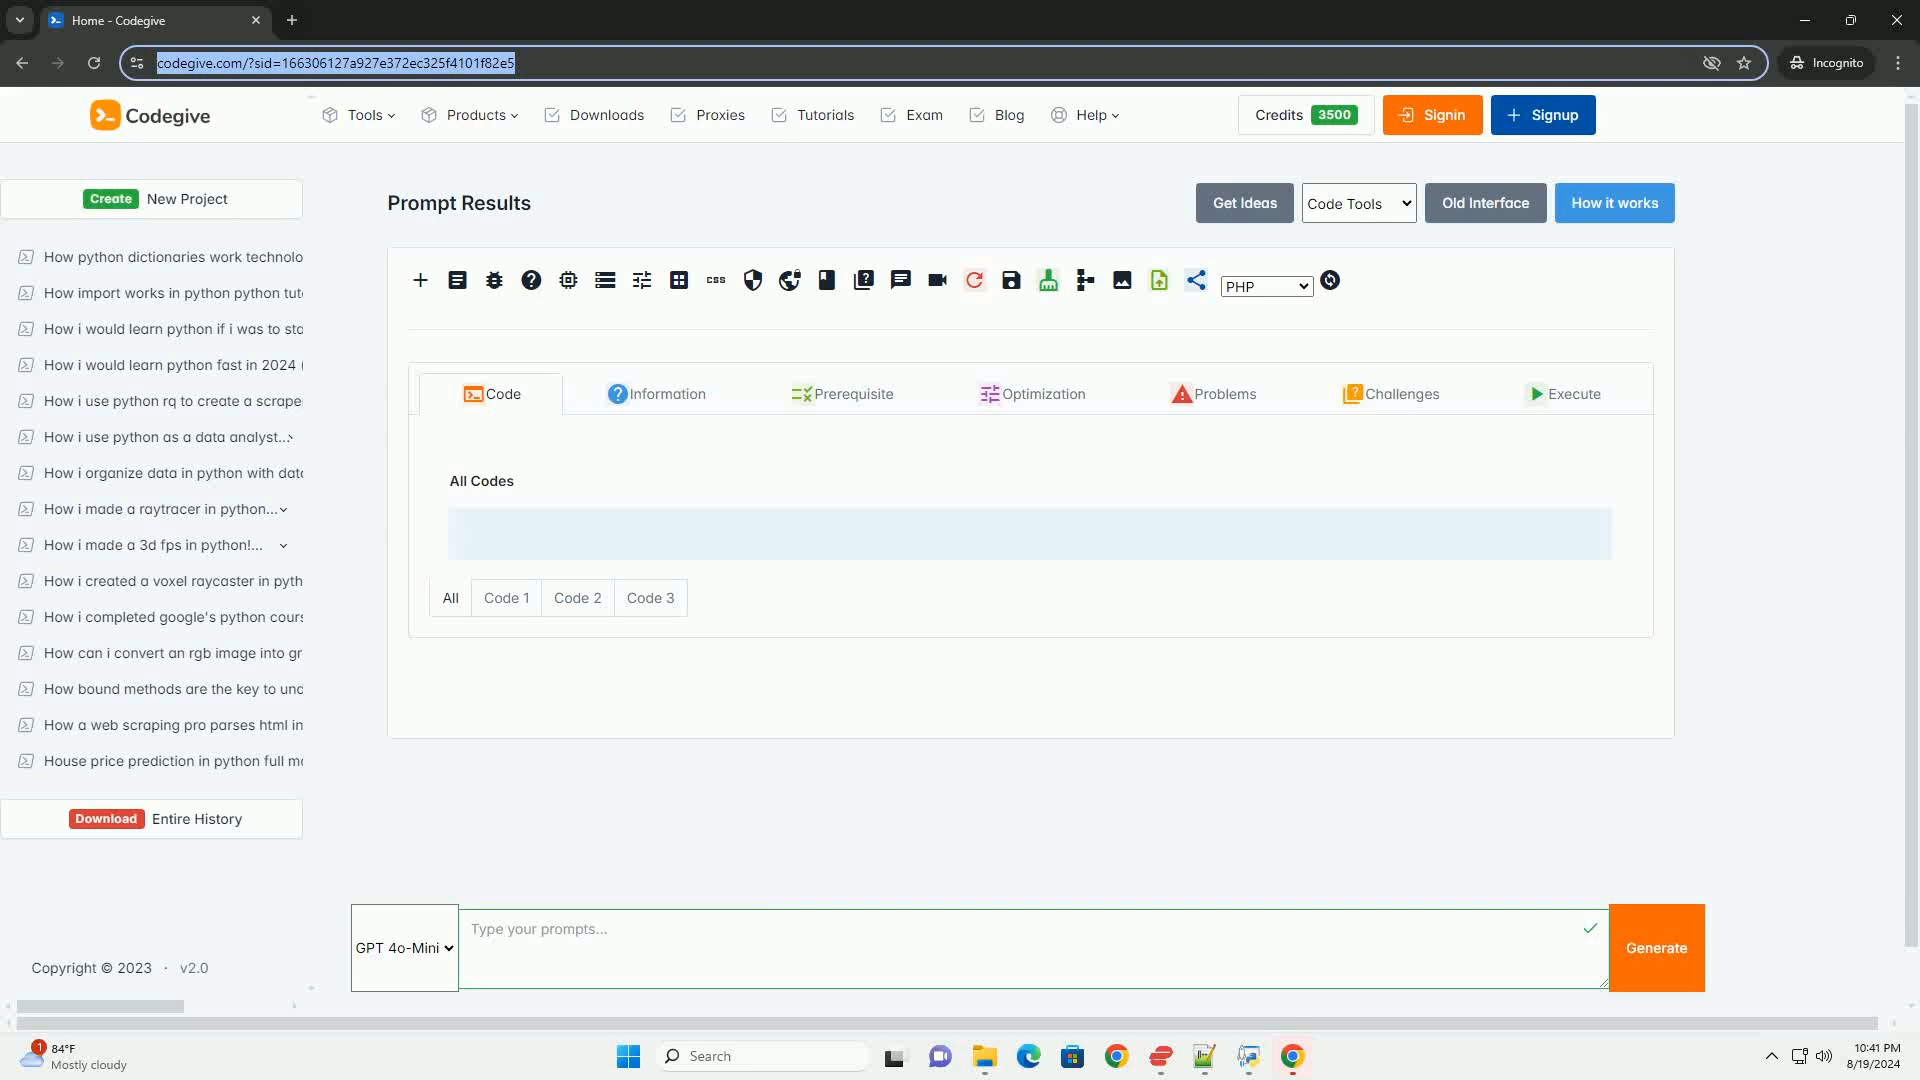 Home - Codegive
codegive.com/?sid=166306127a927e372ec325f4101f82e5
Incognito
Codegive
Tools
Products
Downloads
Proxies
Tutorials
Exam
Blog
Help
Credits 3500
Signin
Signup
Create New Project
How python dictionaries work technolo
How import works in python python tuto
How i would learn python if i was to sta
How i would learn python fast in 2024 (
How i use python rq to create a scrape
How i use python as a data analyst...
How i organize data in python with data
How i made a raytracer in python...
How i made a 3d fps in python!...
How i created a voxel raycaster in pyth
How i completed google's python cours
How can i convert an rgb image into gr
How bound methods are the key to und
How a web scraping pro parses html in
House price prediction in python full ma
Download Entire History
Copyright © 2023 · v2.0
Prompt Results
Get Ideas
Code Tools
Old Interface
How it works
css
PHP
Code
Information
Prerequisite
Optimization
Problems
Challenges
Execute
All Codes
All
Code 1
Code 2
Code 3
GPT 4o-Mini
Type your prompts...
Generate
1
84°F
Mostly cloudy
Search
10:41 PM
8/19/2024